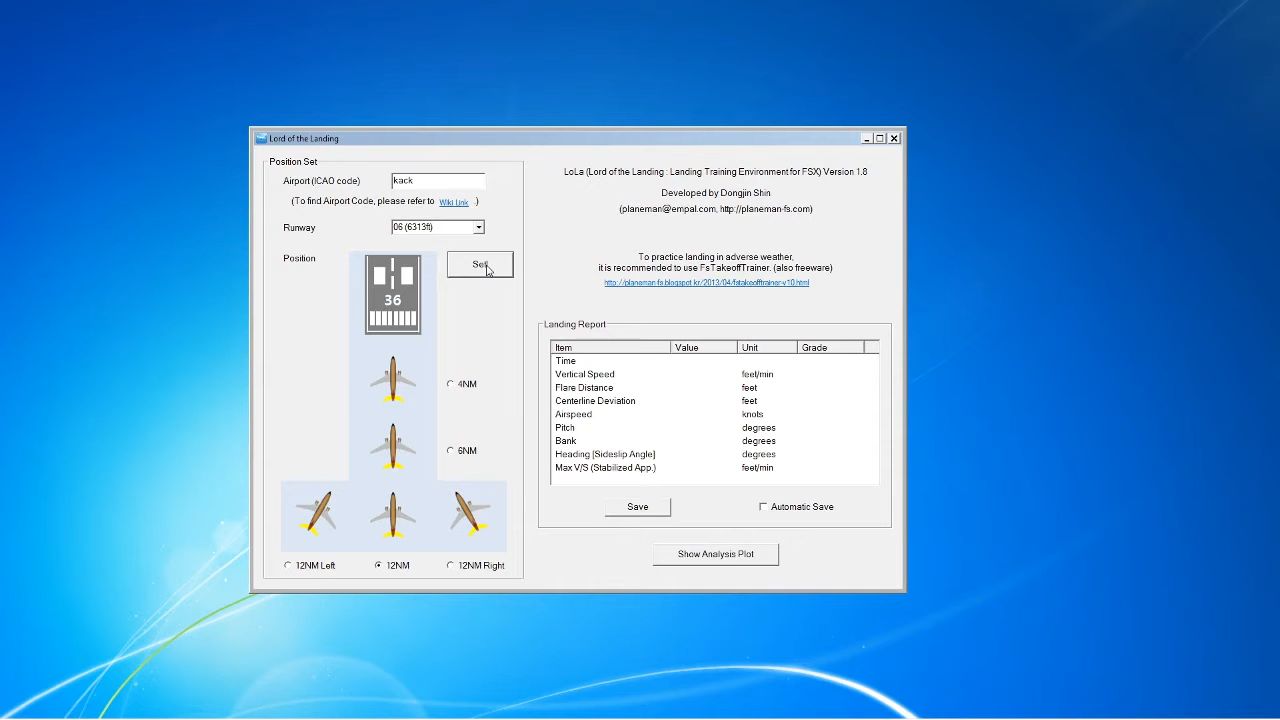 Lord of the Landing
Position Set
Airport (ICAO code)
kack
(To find Airport Code, please refer to Wiki Link .)
Runway
06 (6313ft)
Position
Set
36
4NM
6NM
12NM Left
12NM
12NM Right
LoLa (Lord of the Landing : Landing Training Environment for FSX) Version 1.8
Developed by Dongjin Shin
(planeman@empal.com, http://planeman-fs.com)
To practice landing in adverse weather,
it is recommended to use FsTakeoffTrainer. (also freeware)
http://planeman-fs.blogspot.kr/2013/04/fstakeofftrainer-v10.html
Landing Report
Item Value Unit Grade
Time
Vertical Speed feet/min
Flare Distance feet
Centerline Deviation feet
Airspeed knots
Pitch degrees
Bank degrees
Heading [Sideslip Angle] degrees
Max V/S (Stabilized App.) feet/min
Save
Automatic Save
Show Analysis Plot